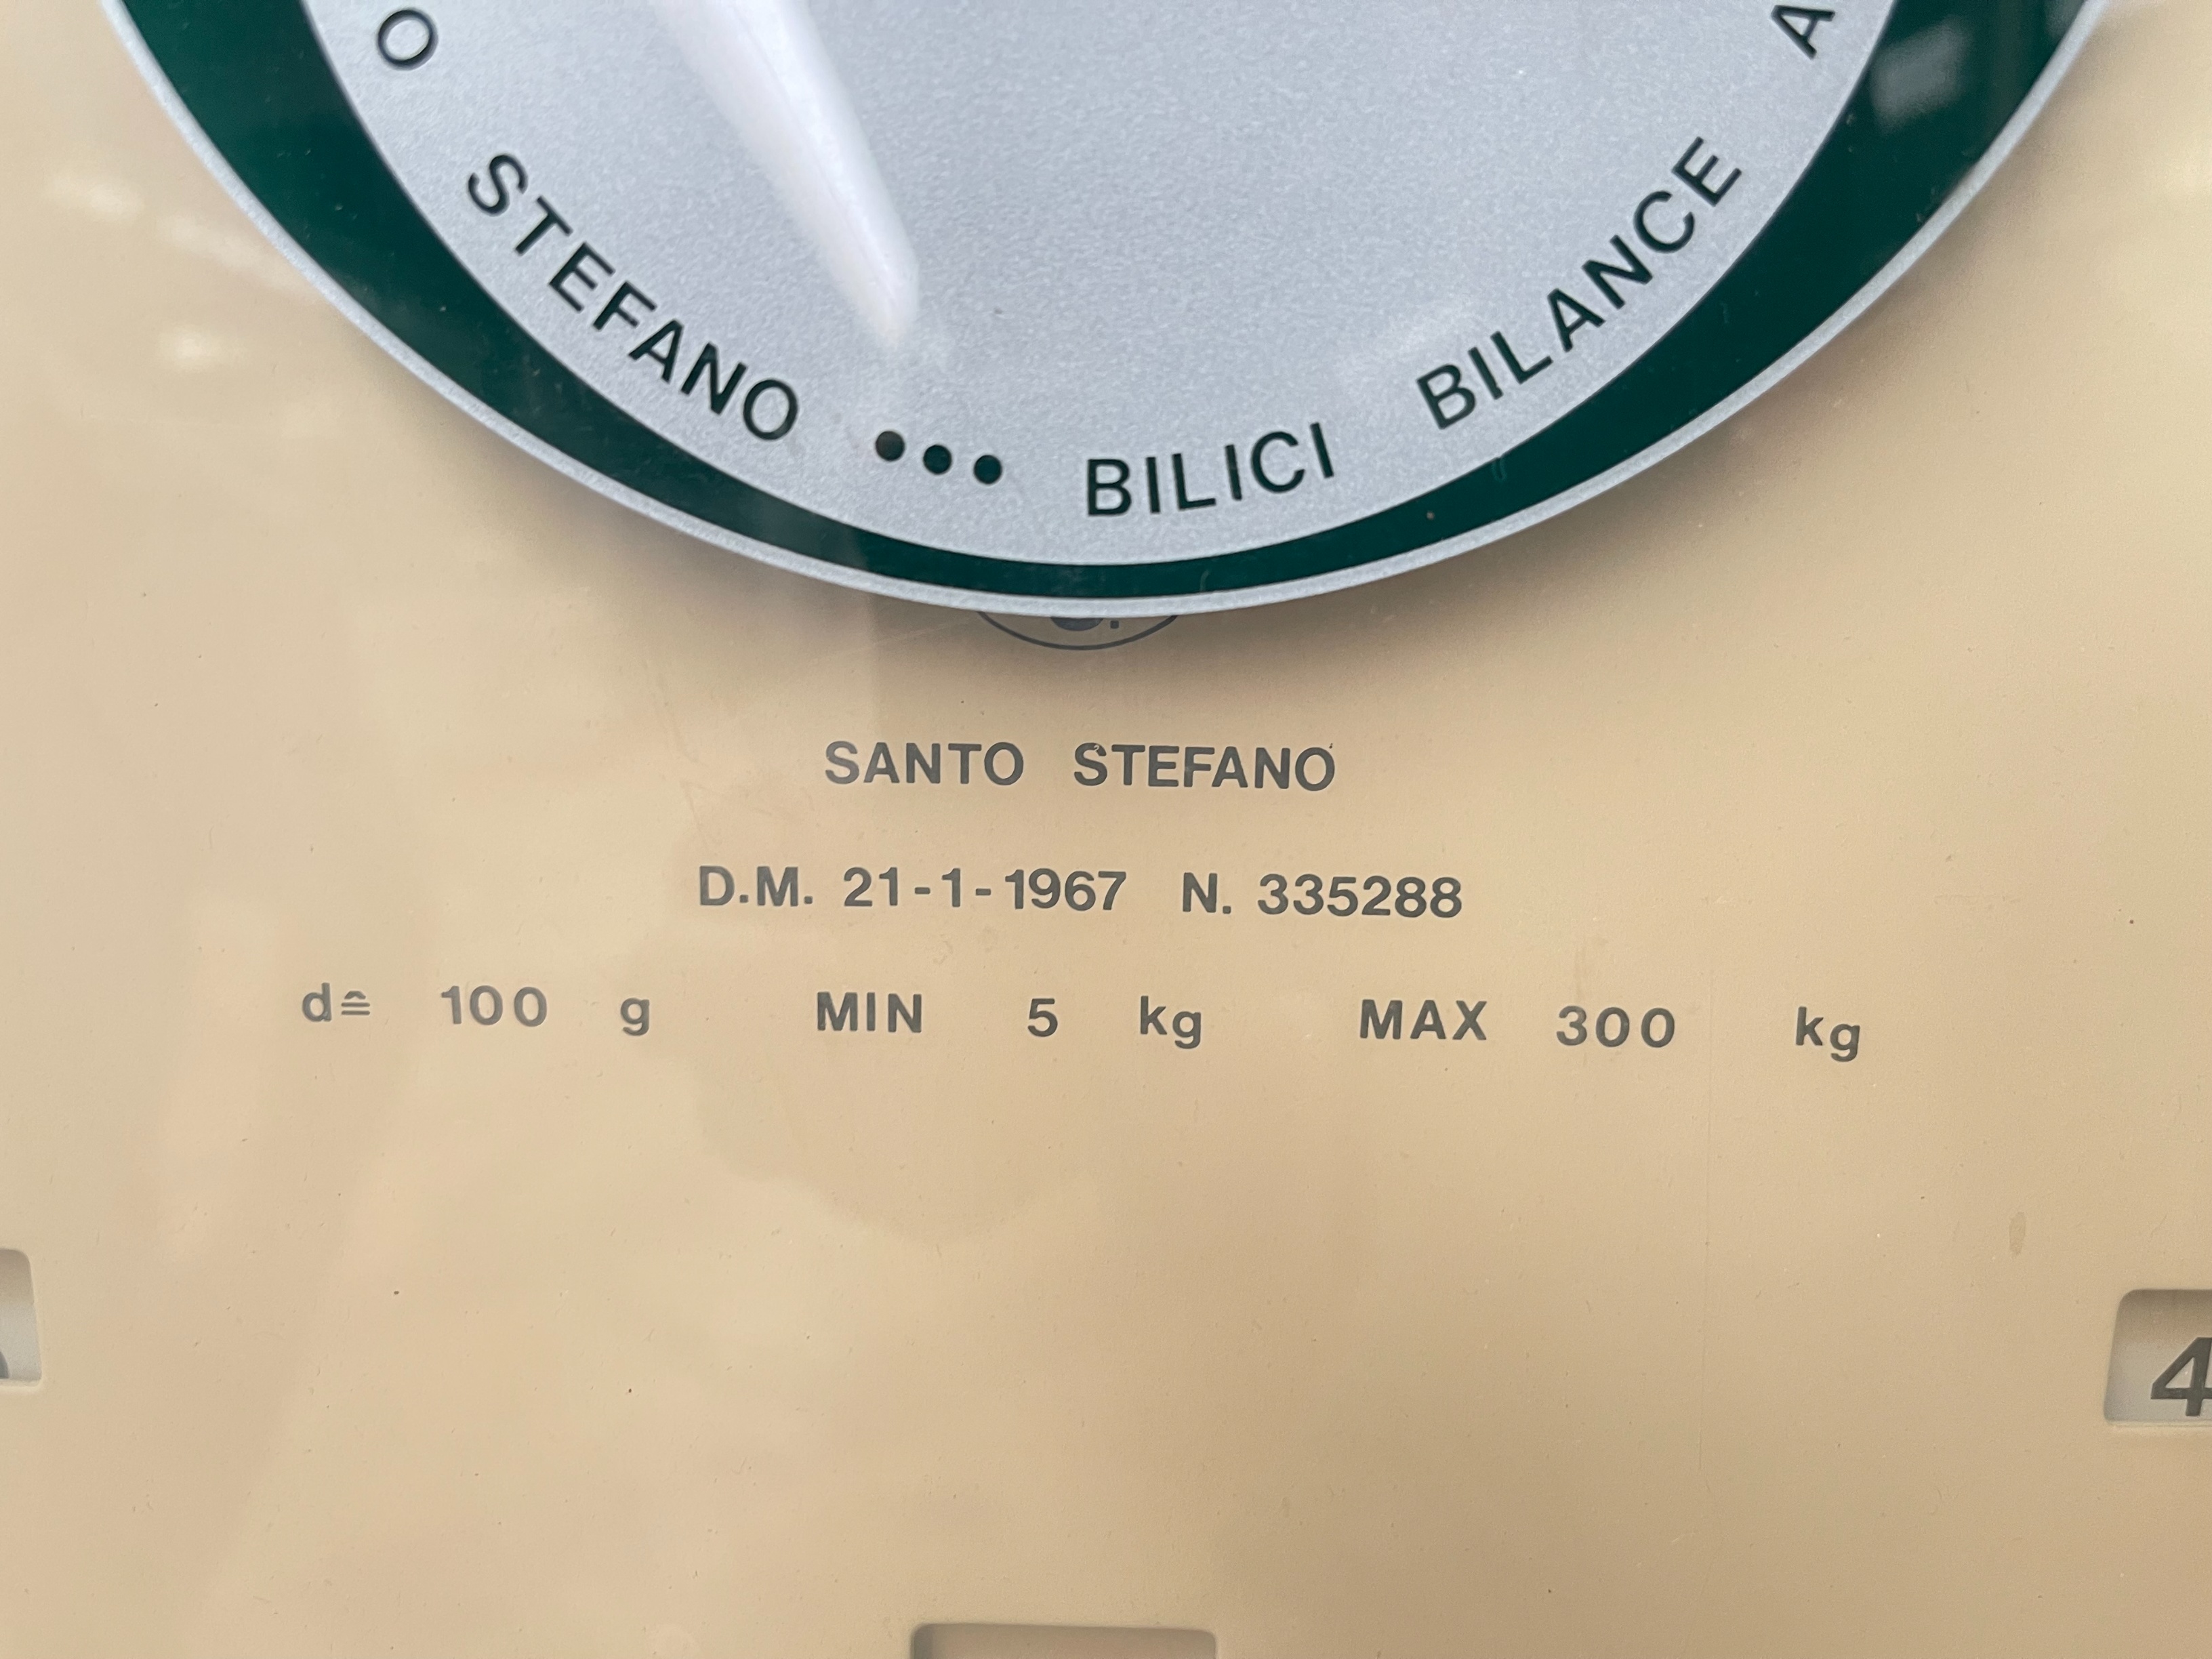 O STEFANO ••• BILICI BILANCE A
SANTO STEFANO
D.M. 21-1-1967 N. 335288
d≙ 100 g MIN 5 kg MAX 300 kg
4